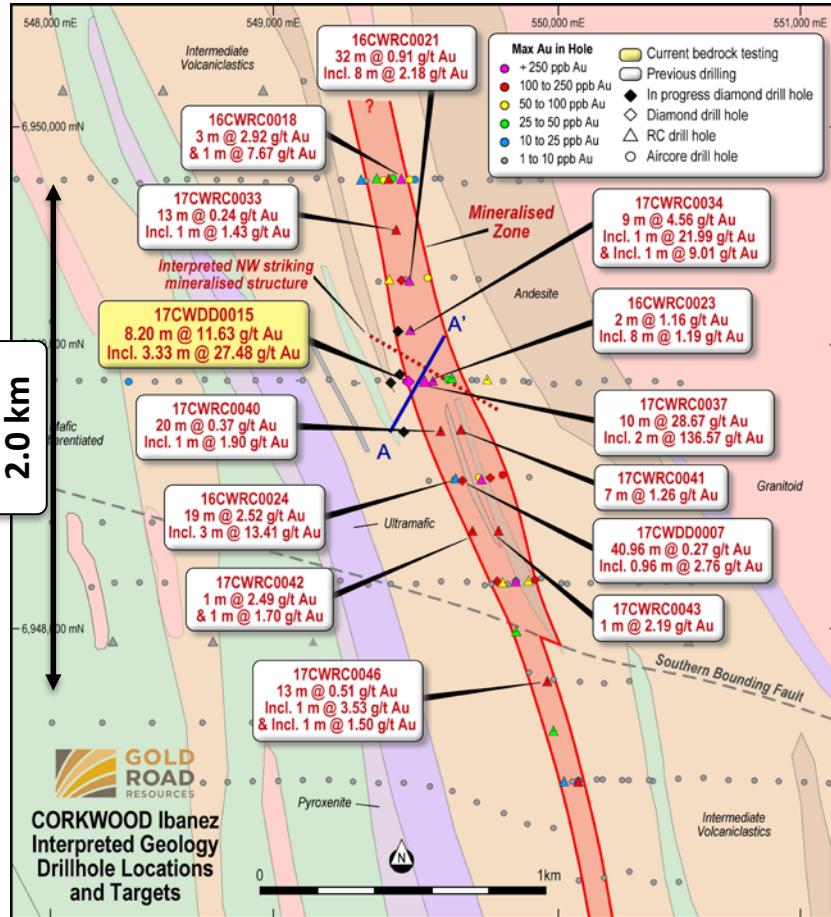 548,000 mE
549,000 mE
550,000 mE
551,000 mE
Intermediate
Volcaniclastics
16CWRC0021
32 m @ 0.91 g/t Au
Incl. 8 m @ 2.18 g/t Au
Max Au in Hole
+ 250 ppb Au
100 to 250 ppb Au
50 to 100 ppb Au
25 to 50 ppb Au
10 to 25 ppb Au
1 to 10 ppb Au
Current bedrock testing
Previous drilling
In progress diamond drill hole
Diamond drill hole
RC drill hole
Aircore drill hole
?
6,950,000 mN
16CWRC0018
3 m @ 2.92 g/t Au
& 1 m @ 7.67 g/t Au
17CWRC0033
13 m @ 0.24 g/t Au
Incl. 1 m @ 1.43 g/t Au
Mineralised
Zone
17CWRC0034
9 m @ 4.56 g/t Au
Incl. 1 m @ 21.99 g/t Au
& Incl. 1 m @ 9.01 g/t Au
Interpreted NW striking
mineralised structure
Andesite
17CWDD0015
8.20 m @ 11.63 g/t Au
Incl. 3.33 m @ 27.48 g/t Au
A'
16CWRC0023
2 m @ 1.16 g/t Au
Incl. 8 m @ 1.19 g/t Au
2.0 km
17CWRC0040
20 m @ 0.37 g/t Au
Incl. 1 m @ 1.90 g/t Au
A
17CWRC0037
10 m @ 28.67 g/t Au
Incl. 2 m @ 136.57 g/t Au
17CWRC0041
7 m @ 1.26 g/t Au
Granitoid
16CWRC0024
19 m @ 2.52 g/t Au
Incl. 3 m @ 13.41 g/t Au
Ultramafic
17CWDD0007
40.96 m @ 0.27 g/t Au
Incl. 0.96 m @ 2.76 g/t Au
17CWRC0042
1 m @ 2.49 g/t Au
& 1 m @ 1.70 g/t Au
17CWRC0043
1 m @ 2.19 g/t Au
6,948,000 mN
Southern Bounding Fault
17CWRC0046
13 m @ 0.51 g/t Au
Incl. 1 m @ 3.53 g/t Au
& Incl. 1 m @ 1.50 g/t Au
GOLD
ROAD
RESOURCES
Pyroxenite
Intermediate
Volcaniclastics
CORKWOOD Ibanez
Interpreted Geology
Drillhole Locations
and Targets
N
0
1km